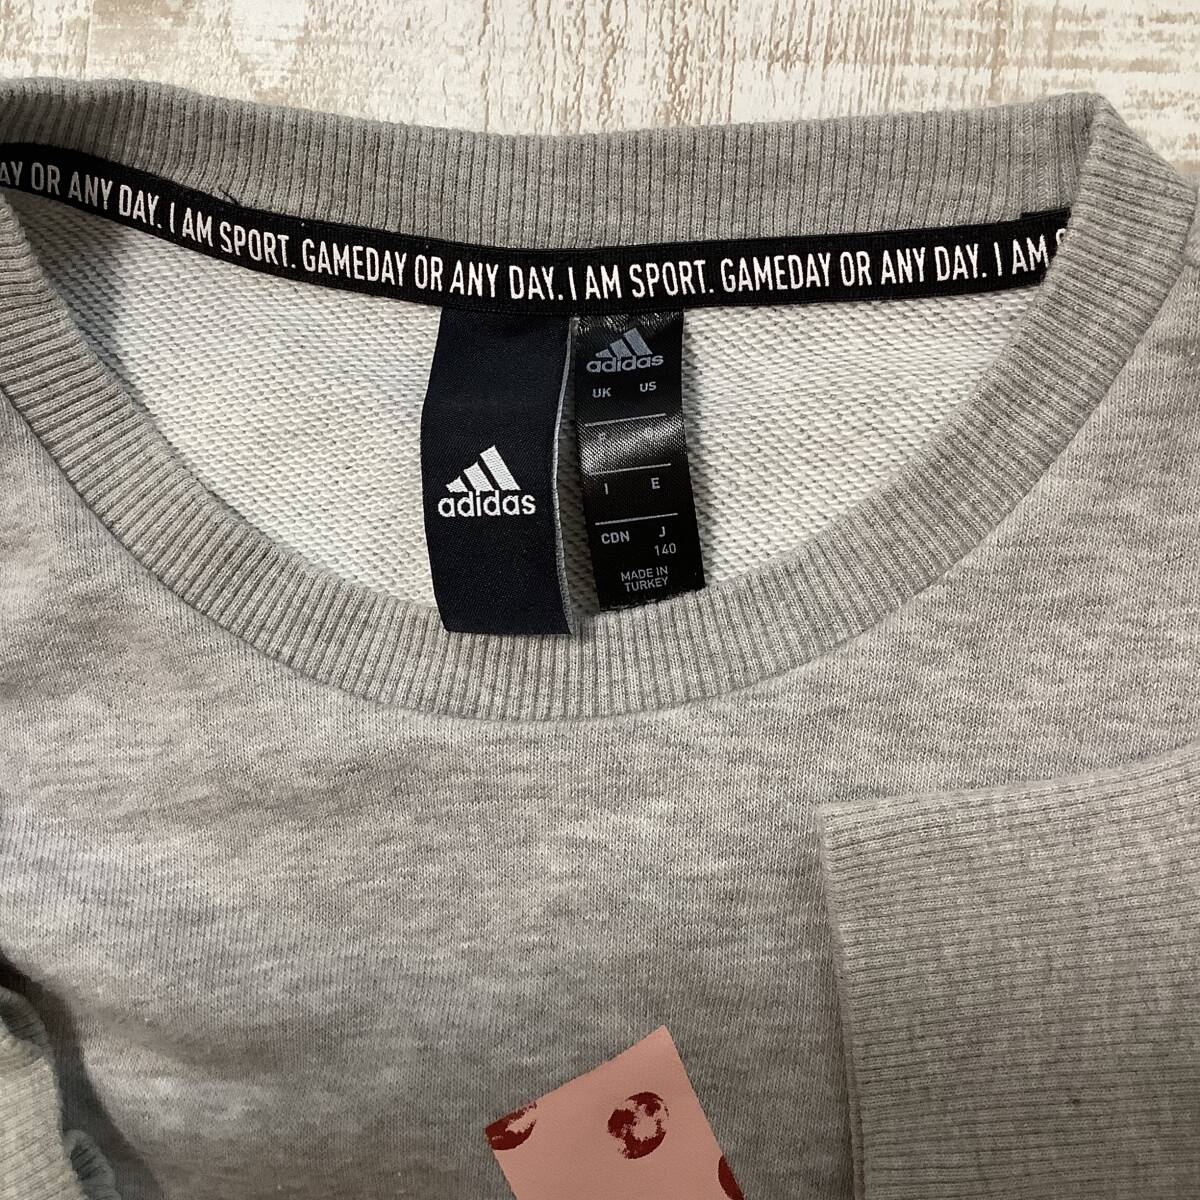 AY OR ANY DAY. I AM SPORT. GAMEDAY OR ANY DAY. I AM SPORT. GAMEDAY OR ANY DAY. I AM
adidas
adidas
UK US
I E
CDN J
140
MADE IN
TURKEY